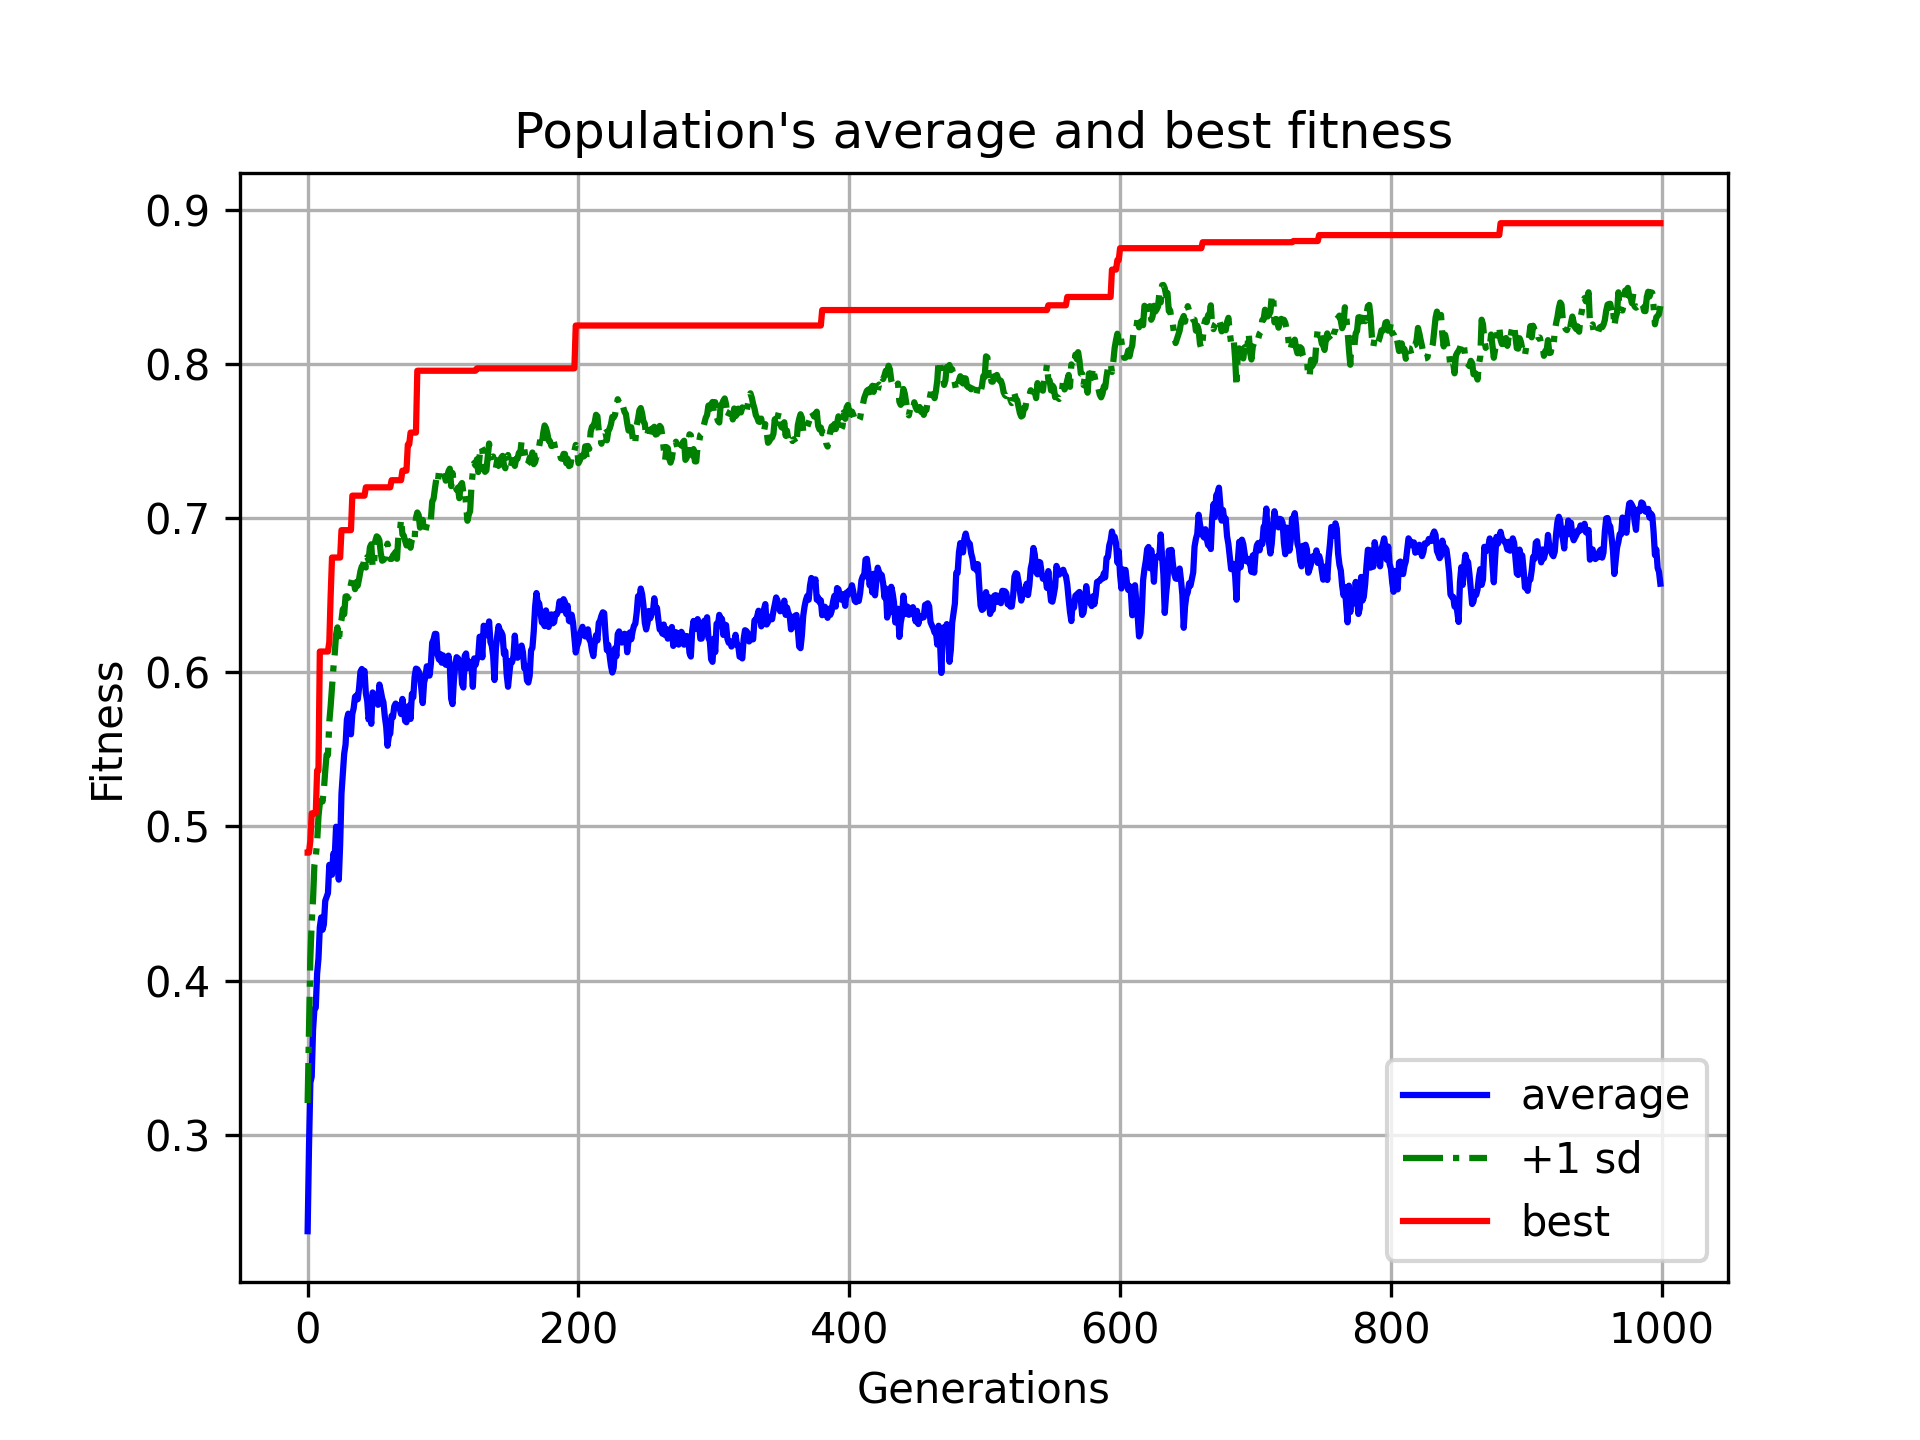 Population's average and best fitness
0.9
0.8
0.7
0.6
0.5
0.4
0.3
Fitness
average
+1 sd
best
0 200 400 600 800 1000
Generations